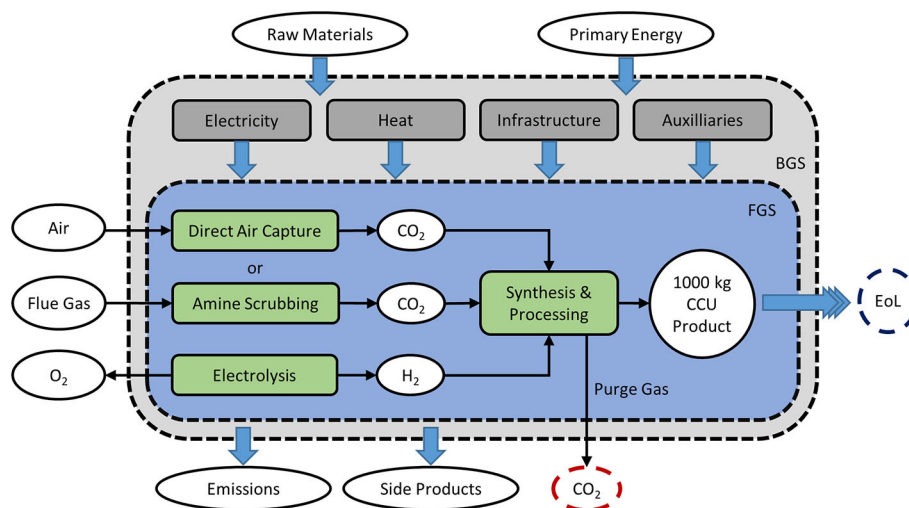 Raw Materials
Primary Energy
Electricity
Heat
Infrastructure
Auxilliaries
BGS
FGS
Air
Direct Air Capture
CO₂
or
Flue Gas
Amine Scrubbing
CO₂
Synthesis &
Processing
1000 kg
CCU
Product
EoL
O₂
Electrolysis
H₂
Purge Gas
Emissions
Side Products
CO₂